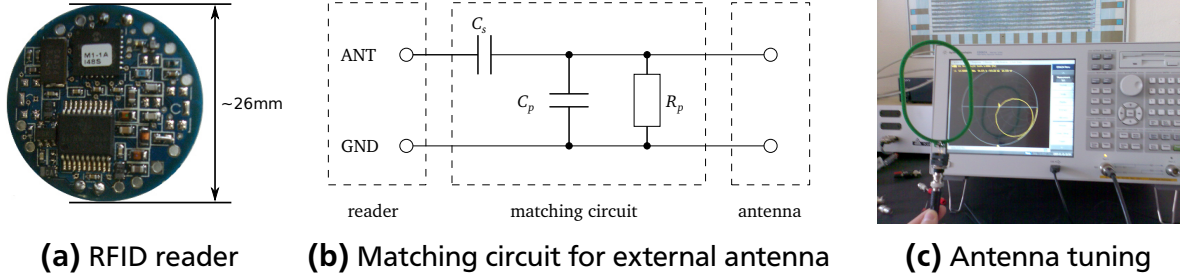 M1-1A
I48S
~26mm
C_s
ANT
C_p
R_p
GND
reader
matching circuit
antenna
(a) RFID reader
(b) Matching circuit for external antenna
(c) Antenna tuning